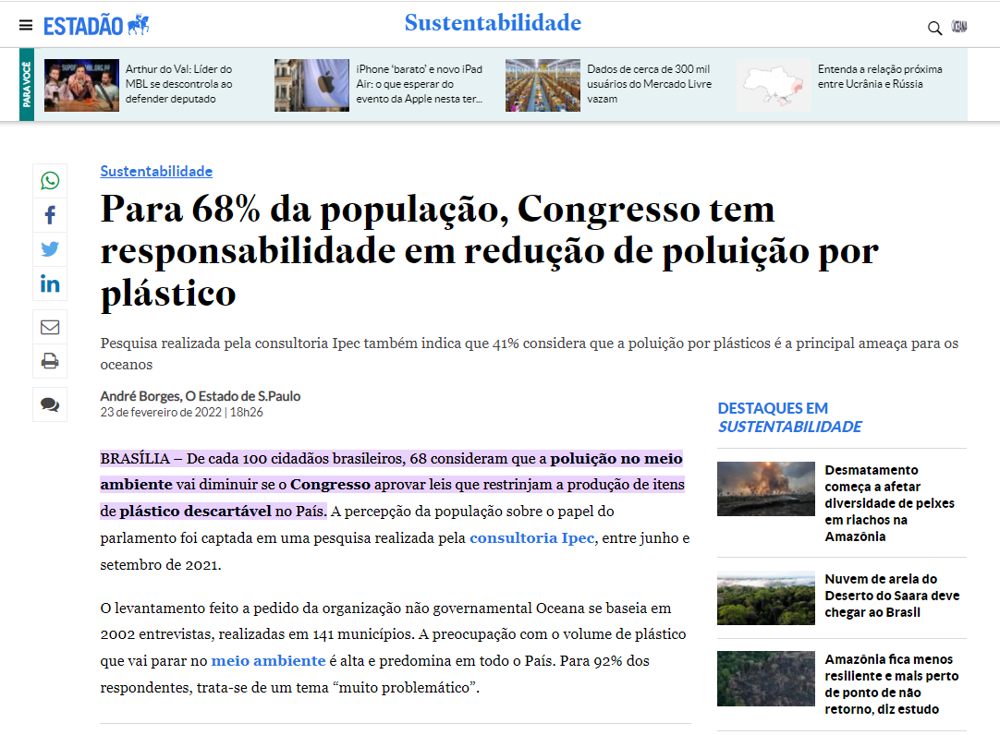 ESTADÃO
Sustentabilidade
OCEANA
PARA VOCÊ
Arthur do Val: Líder do
MBL se descontrola ao
defender deputado
iPhone ‘barato’ e novo iPad
Air: o que esperar do
evento da Apple nesta ter...
Dados de cerca de 300 mil
usuários do Mercado Livre
vazam
Entenda a relação próxima
entre Ucrânia e Rússia
Sustentabilidade
Para 68% da população, Congresso tem
responsabilidade em redução de poluição por
plástico
Pesquisa realizada pela consultoria Ipec também indica que 41% considera que a poluição por plásticos é a principal ameaça para os
oceanos
André Borges, O Estado de S.Paulo
23 de fevereiro de 2022 | 18h26
BRASÍLIA – De cada 100 cidadãos brasileiros, 68 consideram que a poluição no meio
ambiente vai diminuir se o Congresso aprovar leis que restrinjam a produção de itens
de plástico descartável no País. A percepção da população sobre o papel do
parlamento foi captada em uma pesquisa realizada pela consultoria Ipec, entre junho e
setembro de 2021.
O levantamento feito a pedido da organização não governamental Oceana se baseia em
2002 entrevistas, realizadas em 141 municípios. A preocupação com o volume de plástico
que vai parar no meio ambiente é alta e predomina em todo o País. Para 92% dos
respondentes, trata-se de um tema “muito problemático”.
DESTAQUES EM
SUSTENTABILIDADE
Desmatamento
começa a afetar
diversidade de peixes
em riachos na
Amazônia
Nuvem de areia do
Deserto do Saara deve
chegar ao Brasil
Amazônia fica menos
resiliente e mais perto
de ponto de não
retorno, diz estudo